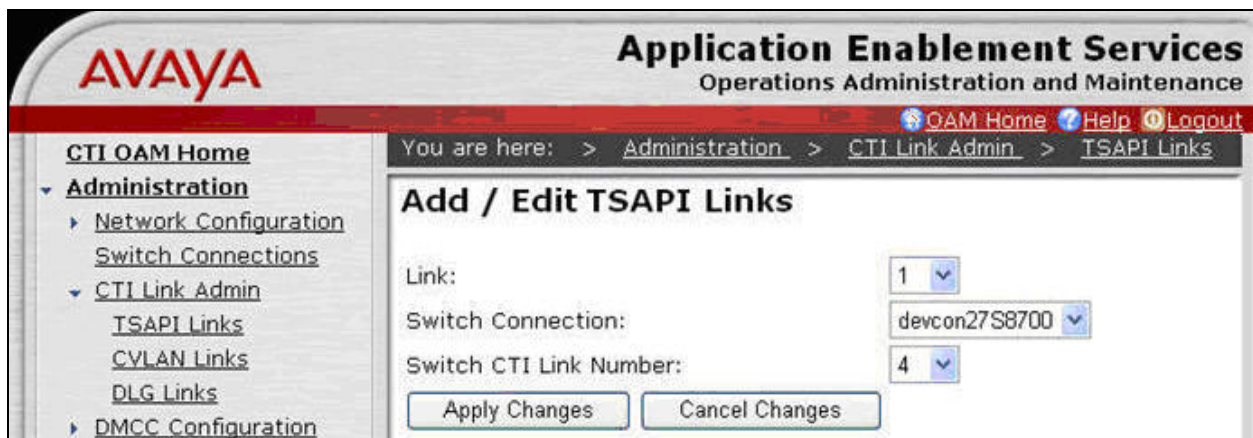 AVAYA
Application Enablement Services
Operations Administration and Maintenance
OAM Home Help Logout
CTI OAM Home
You are here: > Administration > CTI Link Admin > TSAPI Links
Administration
Network Configuration
Switch Connections
CTI Link Admin
TSAPI Links
CVLAN Links
DLG Links
DMCC Configuration
Add / Edit TSAPI Links
Link: 1
Switch Connection: devcon27S8700
Switch CTI Link Number: 4
Apply Changes Cancel Changes